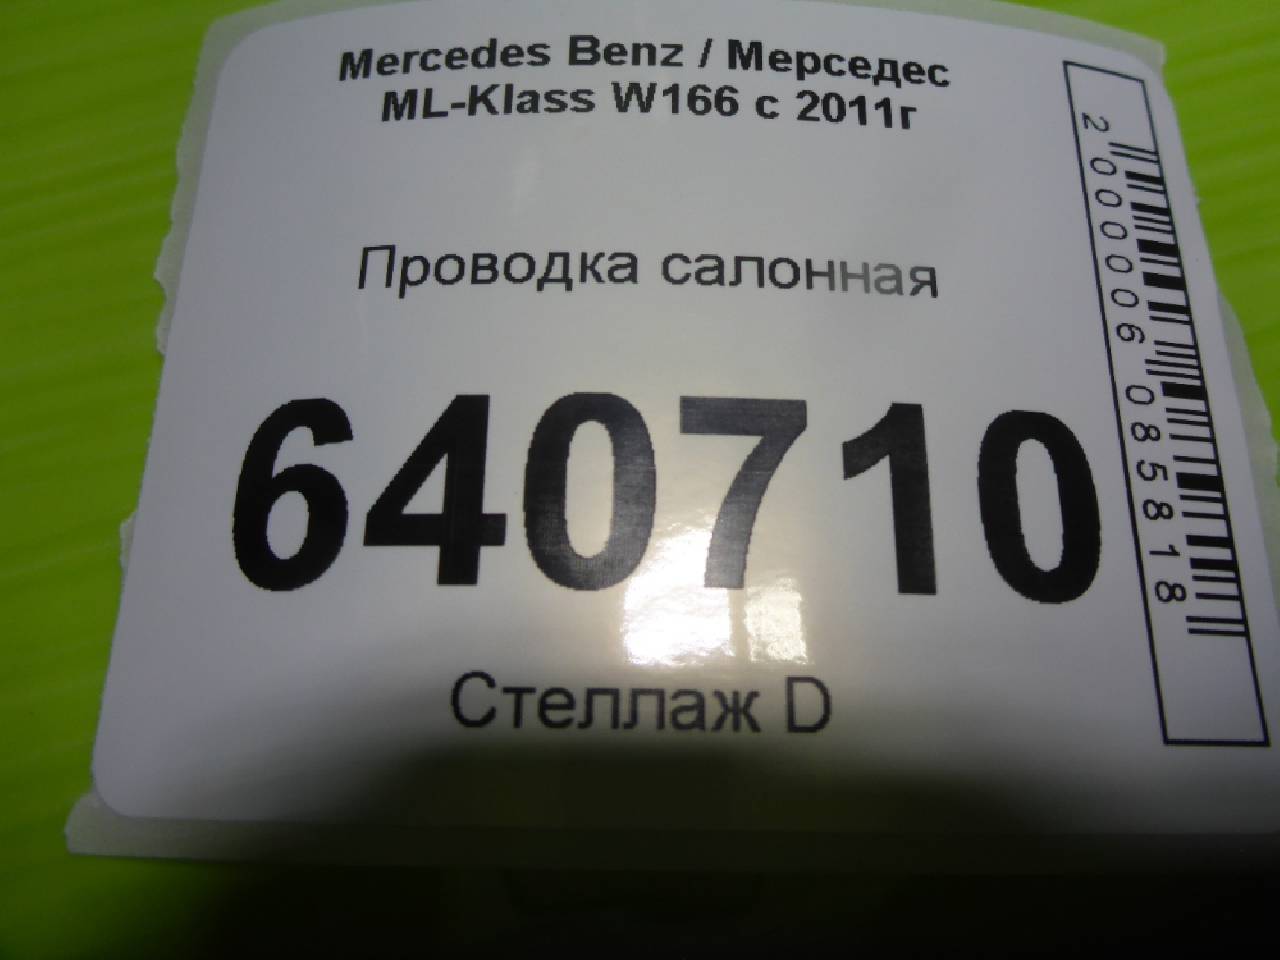 Mercedes Benz / Мерседес
ML-Klass W166 с 2011г
Проводка салонная
640710
Стеллаж D
2000006085818